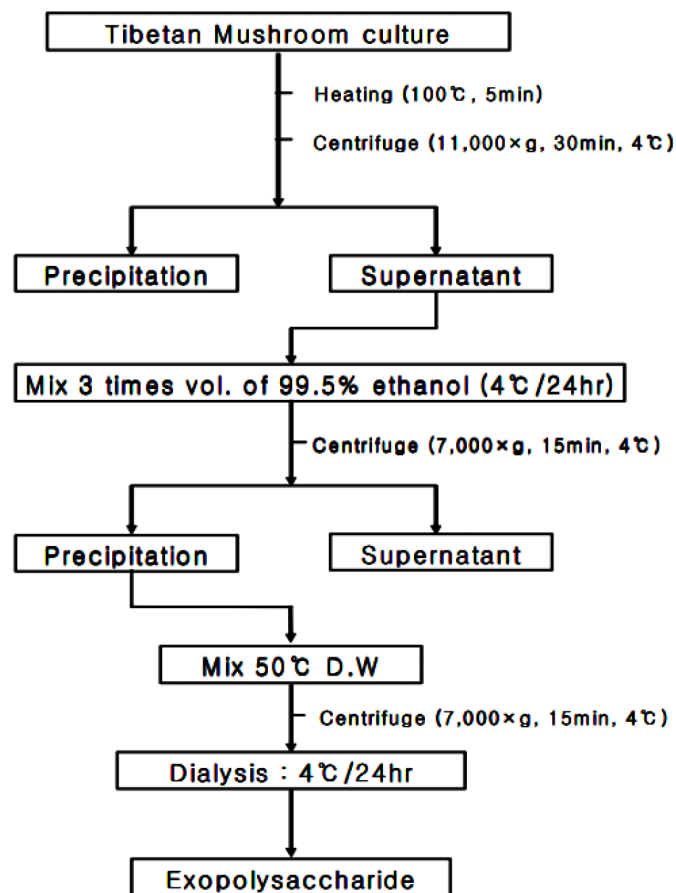 Tibetan Mushroom culture
Heating (100℃, 5min)
Centrifuge (11,000×g, 30min, 4℃)
Precipitation
Supernatant
Mix 3 times vol. of 99.5% ethanol (4℃/24hr)
Centrifuge (7,000×g, 15min, 4℃)
Precipitation
Supernatant
Mix 50℃ D.W
Centrifuge (7,000×g, 15min, 4℃)
Dialysis : 4℃/24hr
Exopolysaccharide